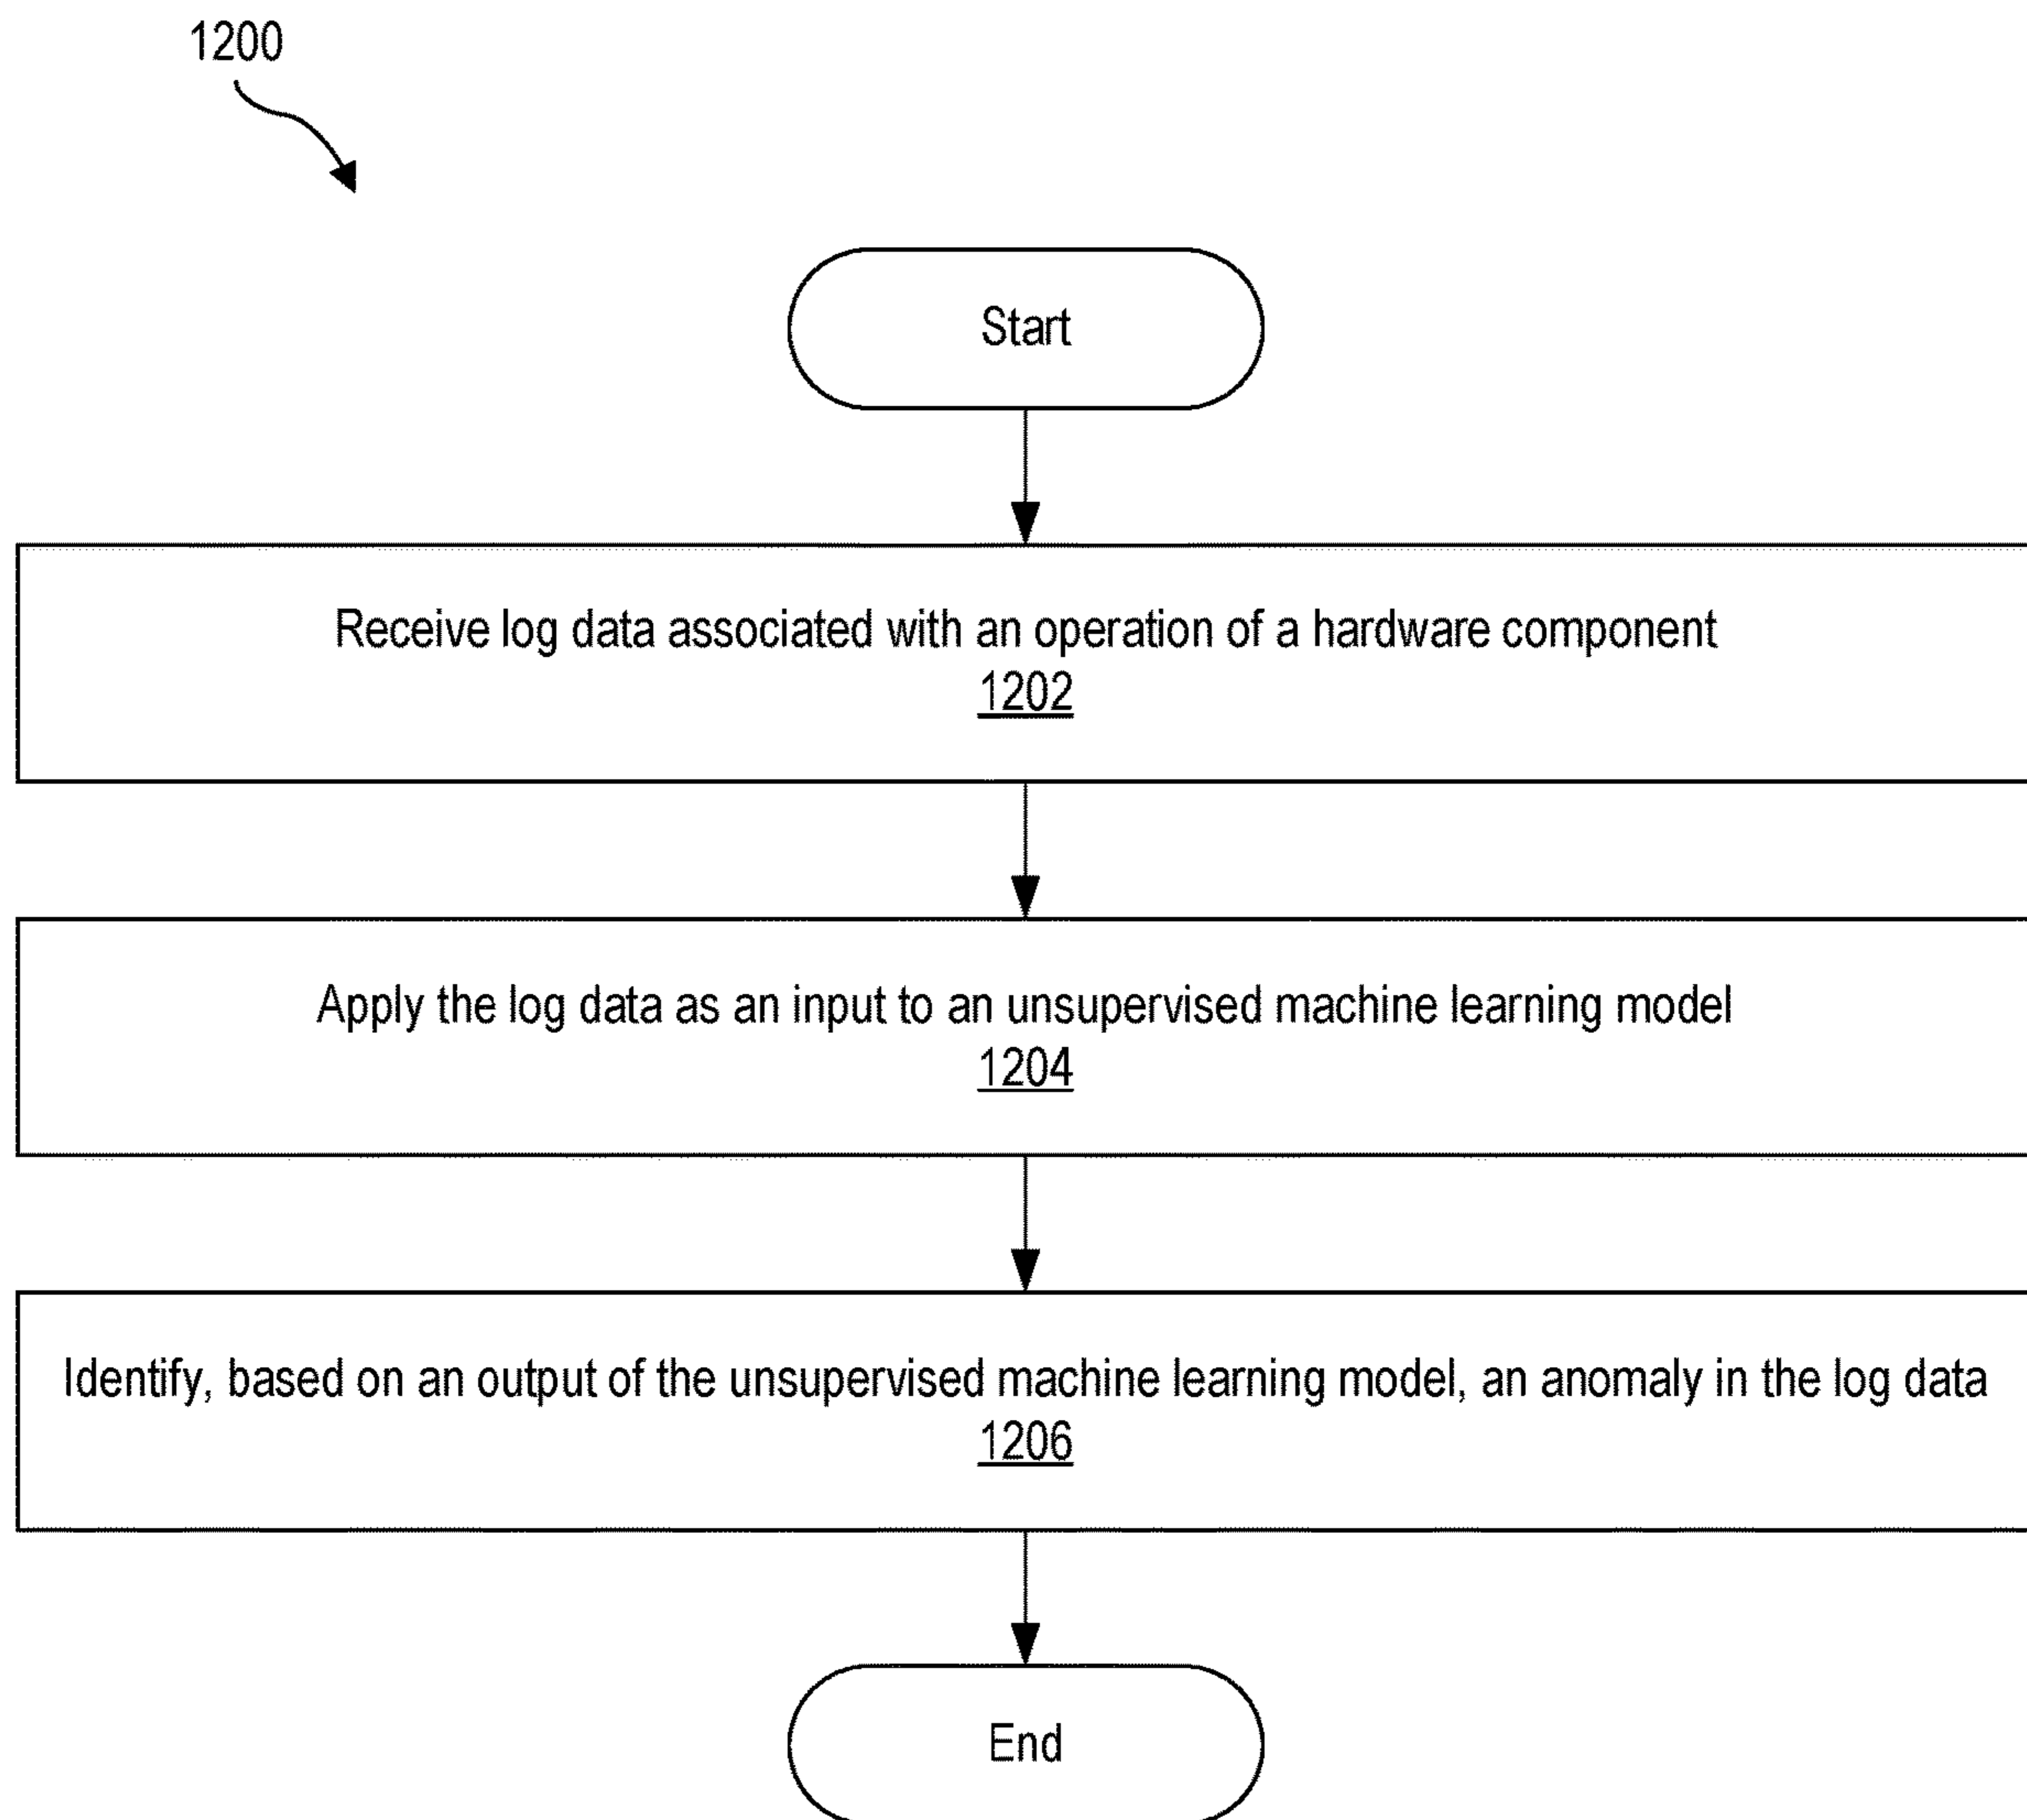 1200
Start
Receive log data associated with an operation of a hardware component
1202
Apply the log data as an input to an unsupervised machine learning model
1204
Identify, based on an output of the unsupervised machine learning model, an anomaly in the log data
1206
End